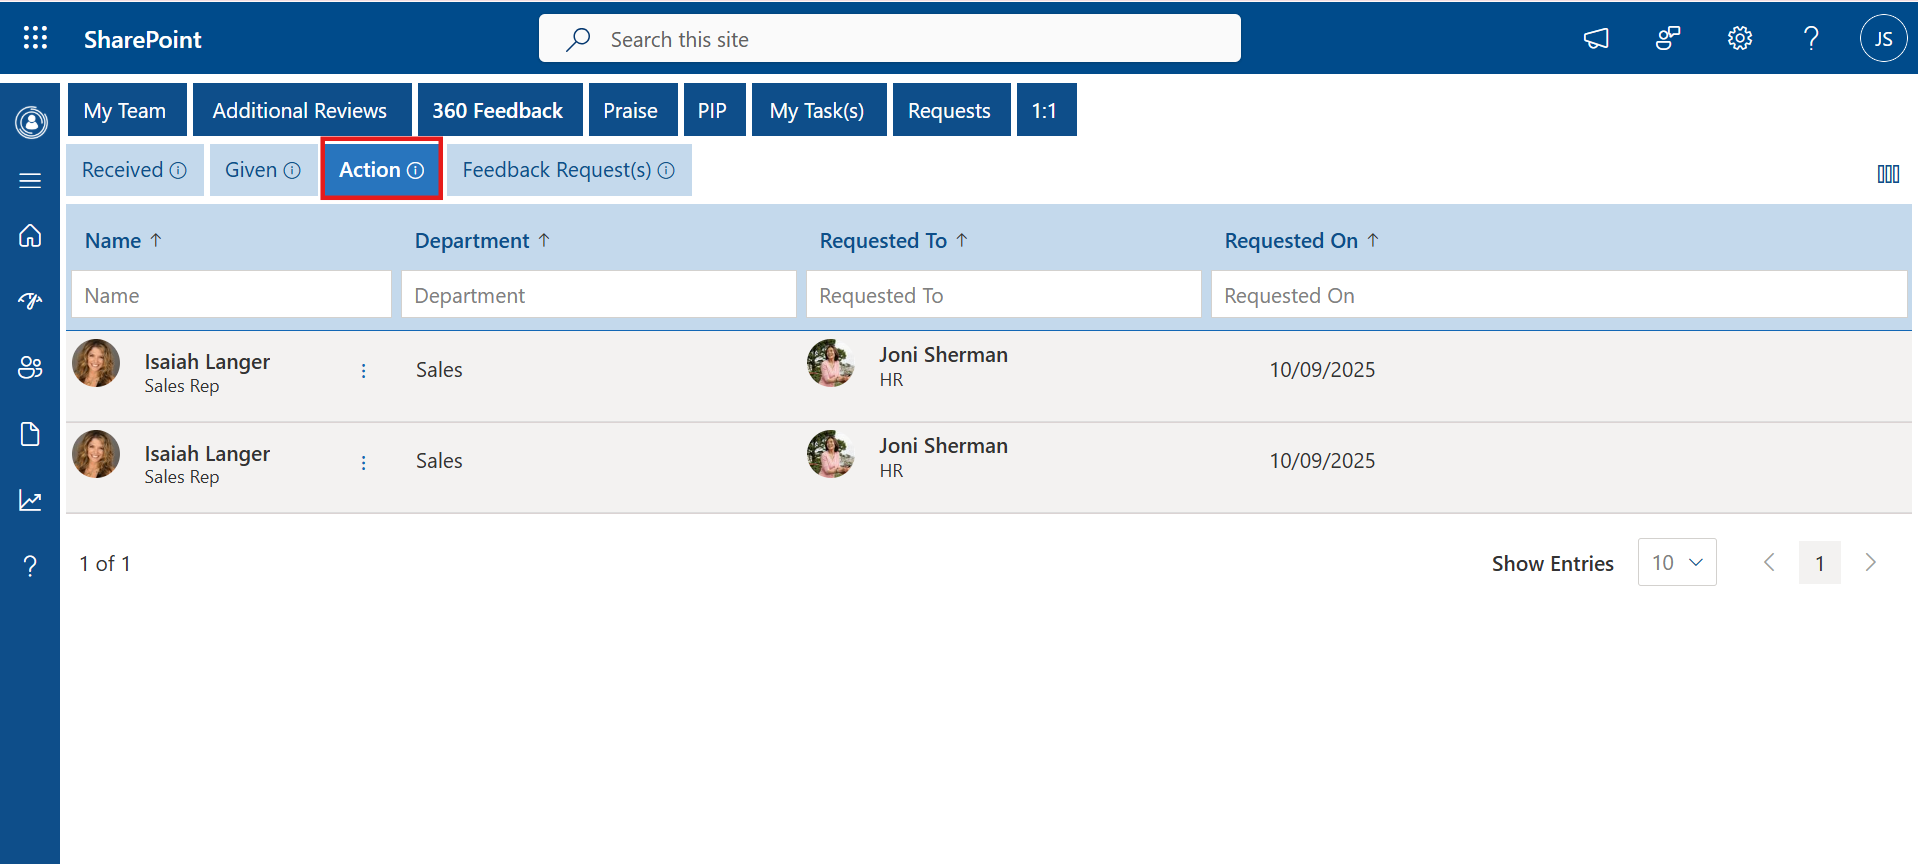 SharePoint
Search this site
JS
My Team
Additional Reviews
360 Feedback
Praise
PIP
My Task(s)
Requests
1:1
Received
Given
Action
Feedback Request(s)
Name ↑
Department ↑
Requested To ↑
Requested On ↑
Name
Department
Requested To
Requested On
Isaiah Langer
Sales Rep
Sales
Joni Sherman
HR
10/09/2025
Isaiah Langer
Sales Rep
Sales
Joni Sherman
HR
10/09/2025
1 of 1
Show Entries
10
1